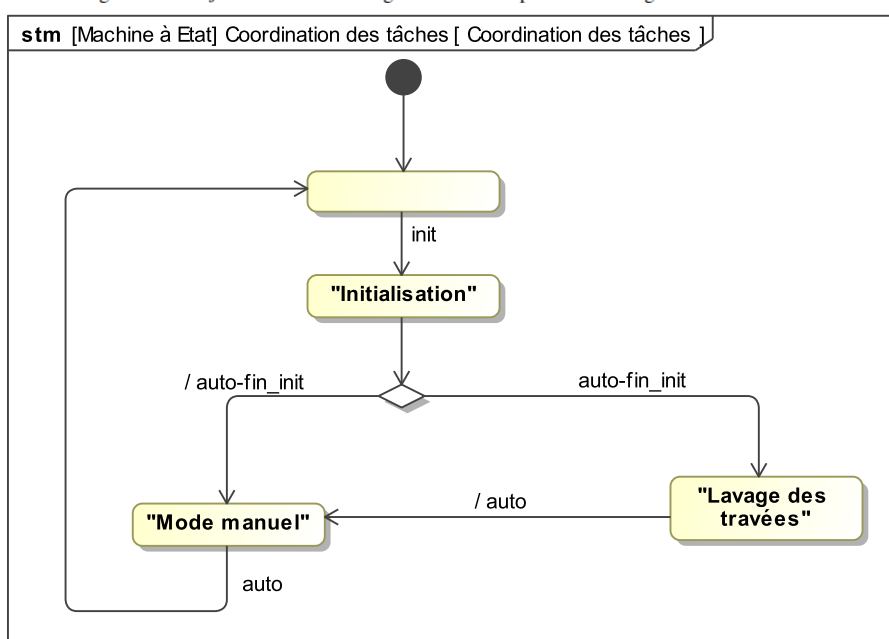 stm [Machine à Etat] Coordination des tâches [ Coordination des tâches ]
init
"Initialisation"
/ auto-fin_init
auto-fin_init
"Lavage des
travées"
/ auto
"Mode manuel"
auto